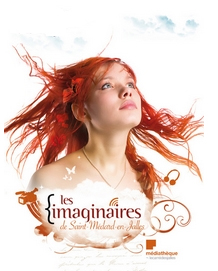 les
{imaginaires
de Saint-Médard-en-Jalles
médiathèque